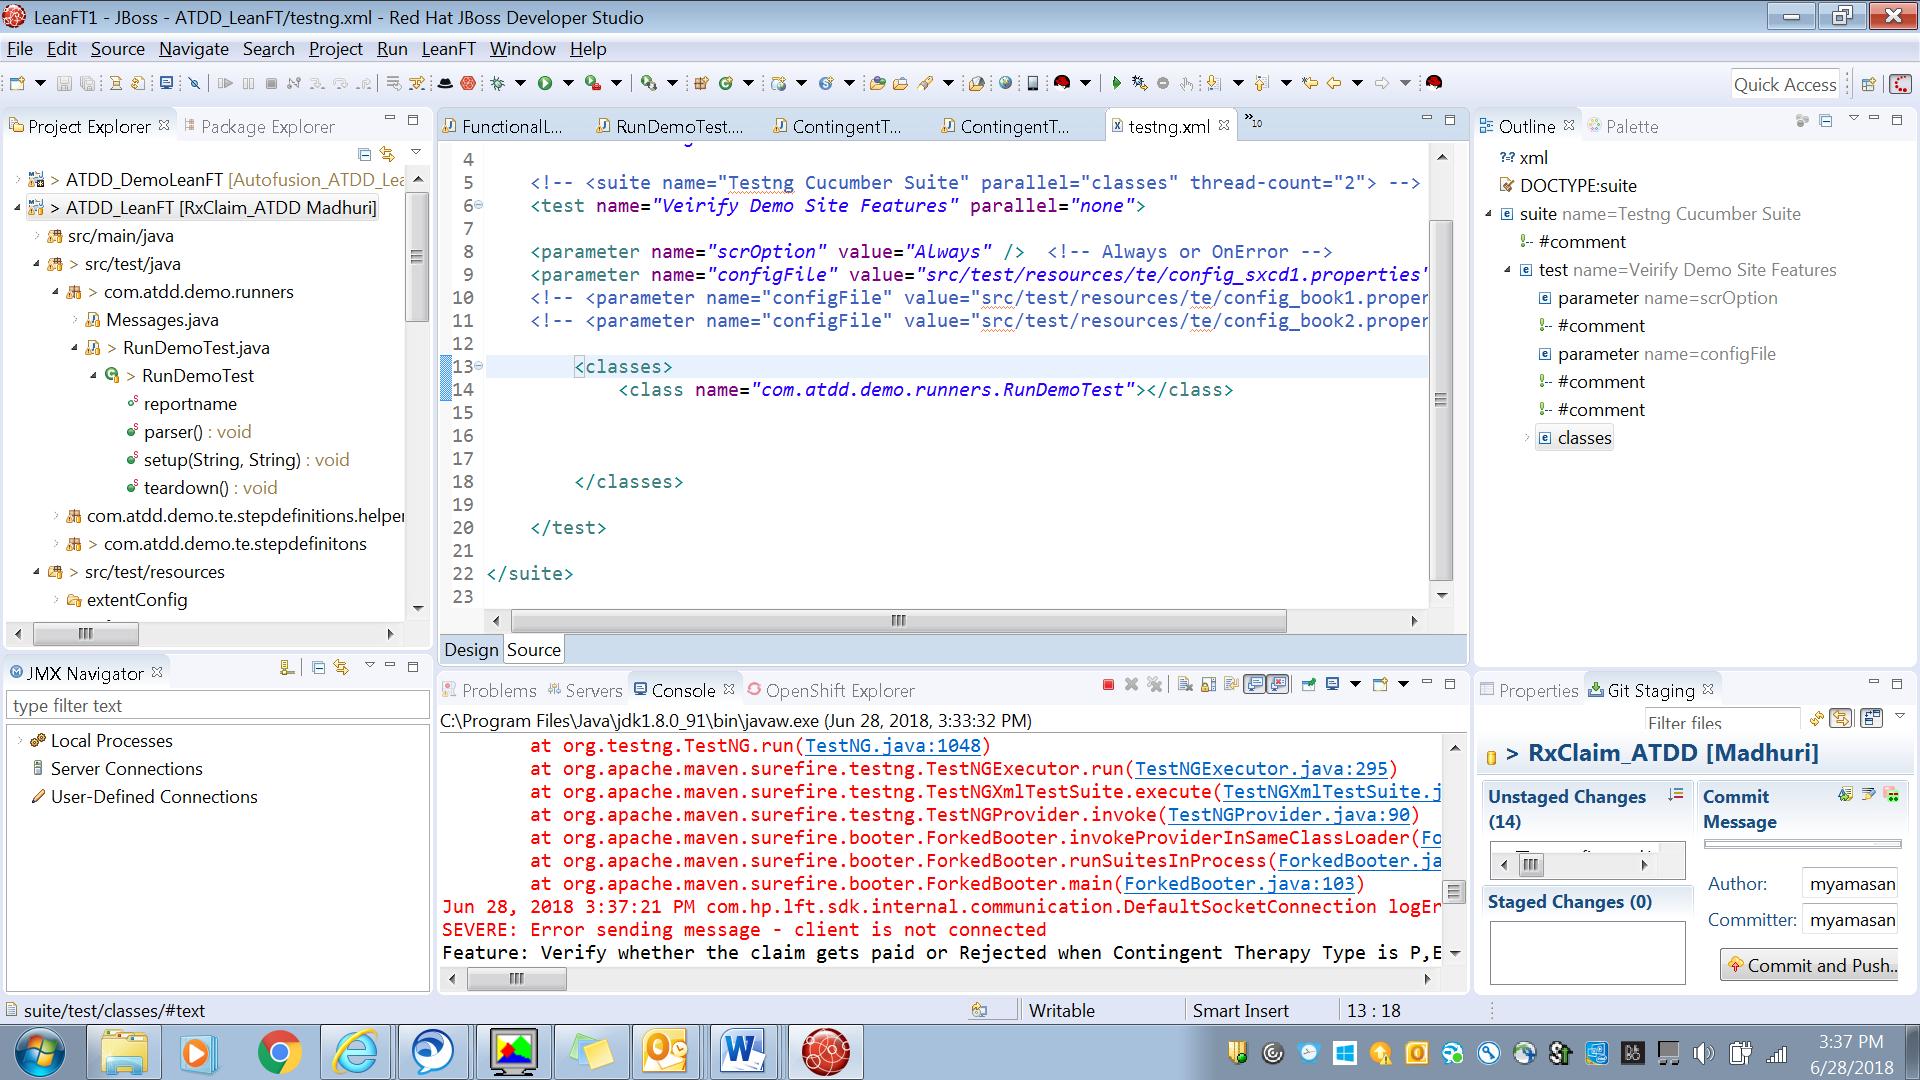 LeanFT1 - JBoss - ATDD_LeanFT/testng.xml - Red Hat JBoss Developer Studio
File Edit Source Navigate Search Project Run LeanFT Window Help
Quick Access
Project Explorer Package Explorer
> ATDD_DemoLeanFT [Autofusion_ATDD_Lea
> ATDD_LeanFT [RxClaim_ATDD Madhuri]
src/main/java
> src/test/java
> com.atdd.demo.runners
Messages.java
> RunDemoTest.java
> RunDemoTest
reportname
parser() : void
setup(String, String) : void
teardown() : void
com.atdd.demo.te.stepdefinitions.helper
> com.atdd.demo.te.stepdefinitons
> src/test/resources
extentConfig
JMX Navigator
type filter text
Local Processes
Server Connections
User-Defined Connections
FunctionalL... RunDemoTest.... ContingentT... ContingentT... testng.xml »10
4
5 <!-- <suite name="Testng Cucumber Suite" parallel="classes" thread-count="2"> -->
6 <test name="Veirify Demo Site Features" parallel="none">
7
8 <parameter name="scrOption" value="Always" /> <!-- Always or OnError -->
9 <parameter name="configFile" value="src/test/resources/te/config_sxcd1.properties"
10 <!-- <parameter name="configFile" value="src/test/resources/te/config_book1.proper
11 <!-- <parameter name="configFile" value="src/test/resources/te/config_book2.proper
12
13 <classes>
14 <class name="com.atdd.demo.runners.RunDemoTest"></class>
15
16
17
18 </classes>
19
20 </test>
21
22 </suite>
23
Design Source
Problems Servers Console OpenShift Explorer
C:\Program Files\Java\jdk1.8.0_91\bin\javaw.exe (Jun 28, 2018, 3:33:32 PM)
at org.testng.TestNG.run(TestNG.java:1048)
at org.apache.maven.surefire.testng.TestNGExecutor.run(TestNGExecutor.java:295)
at org.apache.maven.surefire.testng.TestNGXmlTestSuite.execute(TestNGXmlTestSuite.j
at org.apache.maven.surefire.testng.TestNGProvider.invoke(TestNGProvider.java:90)
at org.apache.maven.surefire.booter.ForkedBooter.invokeProviderInSameClassLoader(Fo
at org.apache.maven.surefire.booter.ForkedBooter.runSuitesInProcess(ForkedBooter.ja
at org.apache.maven.surefire.booter.ForkedBooter.main(ForkedBooter.java:103)
Jun 28, 2018 3:37:21 PM com.hp.lft.sdk.internal.communication.DefaultSocketConnection logEr
SEVERE: Error sending message - client is not connected
Feature: Verify whether the claim gets paid or Rejected when Contingent Therapy Type is P,E
Outline Palette
xml
DOCTYPE:suite
suite name=Testng Cucumber Suite
#comment
test name=Veirify Demo Site Features
parameter name=scrOption
#comment
parameter name=configFile
#comment
#comment
classes
Properties Git Staging
Filter files
> RxClaim_ATDD [Madhuri]
Unstaged Changes (14)
Staged Changes (0)
Commit Message
Author: myamasan
Committer: myamasan
Commit and Push..
suite/test/classes/#text Writable Smart Insert 13 : 18
3:37 PM
6/28/2018